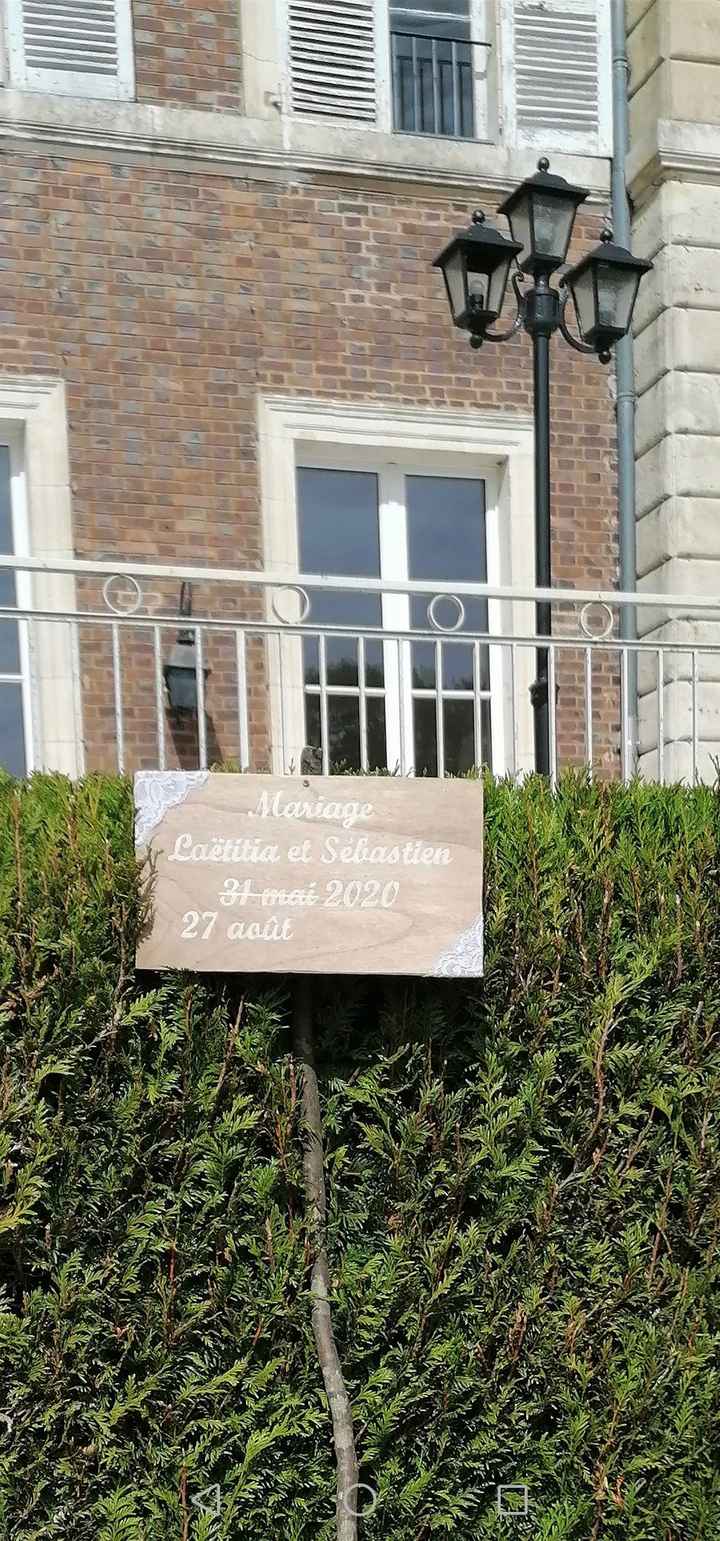 Mariage
Laëtitia et Sébastien
31 mai 2020
27 août